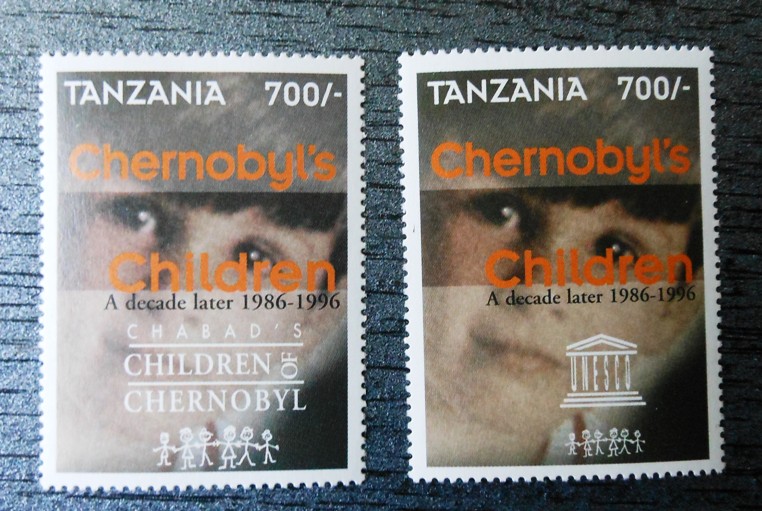 TANZANIA 700/-
Chernobyl's
Children
A decade later 1986-1996
CHABAD'S
CHILDREN OF
CHERNOBYL
TANZANIA 700/-
Chernobyl's
Children
A decade later 1986-1996
UNESCO